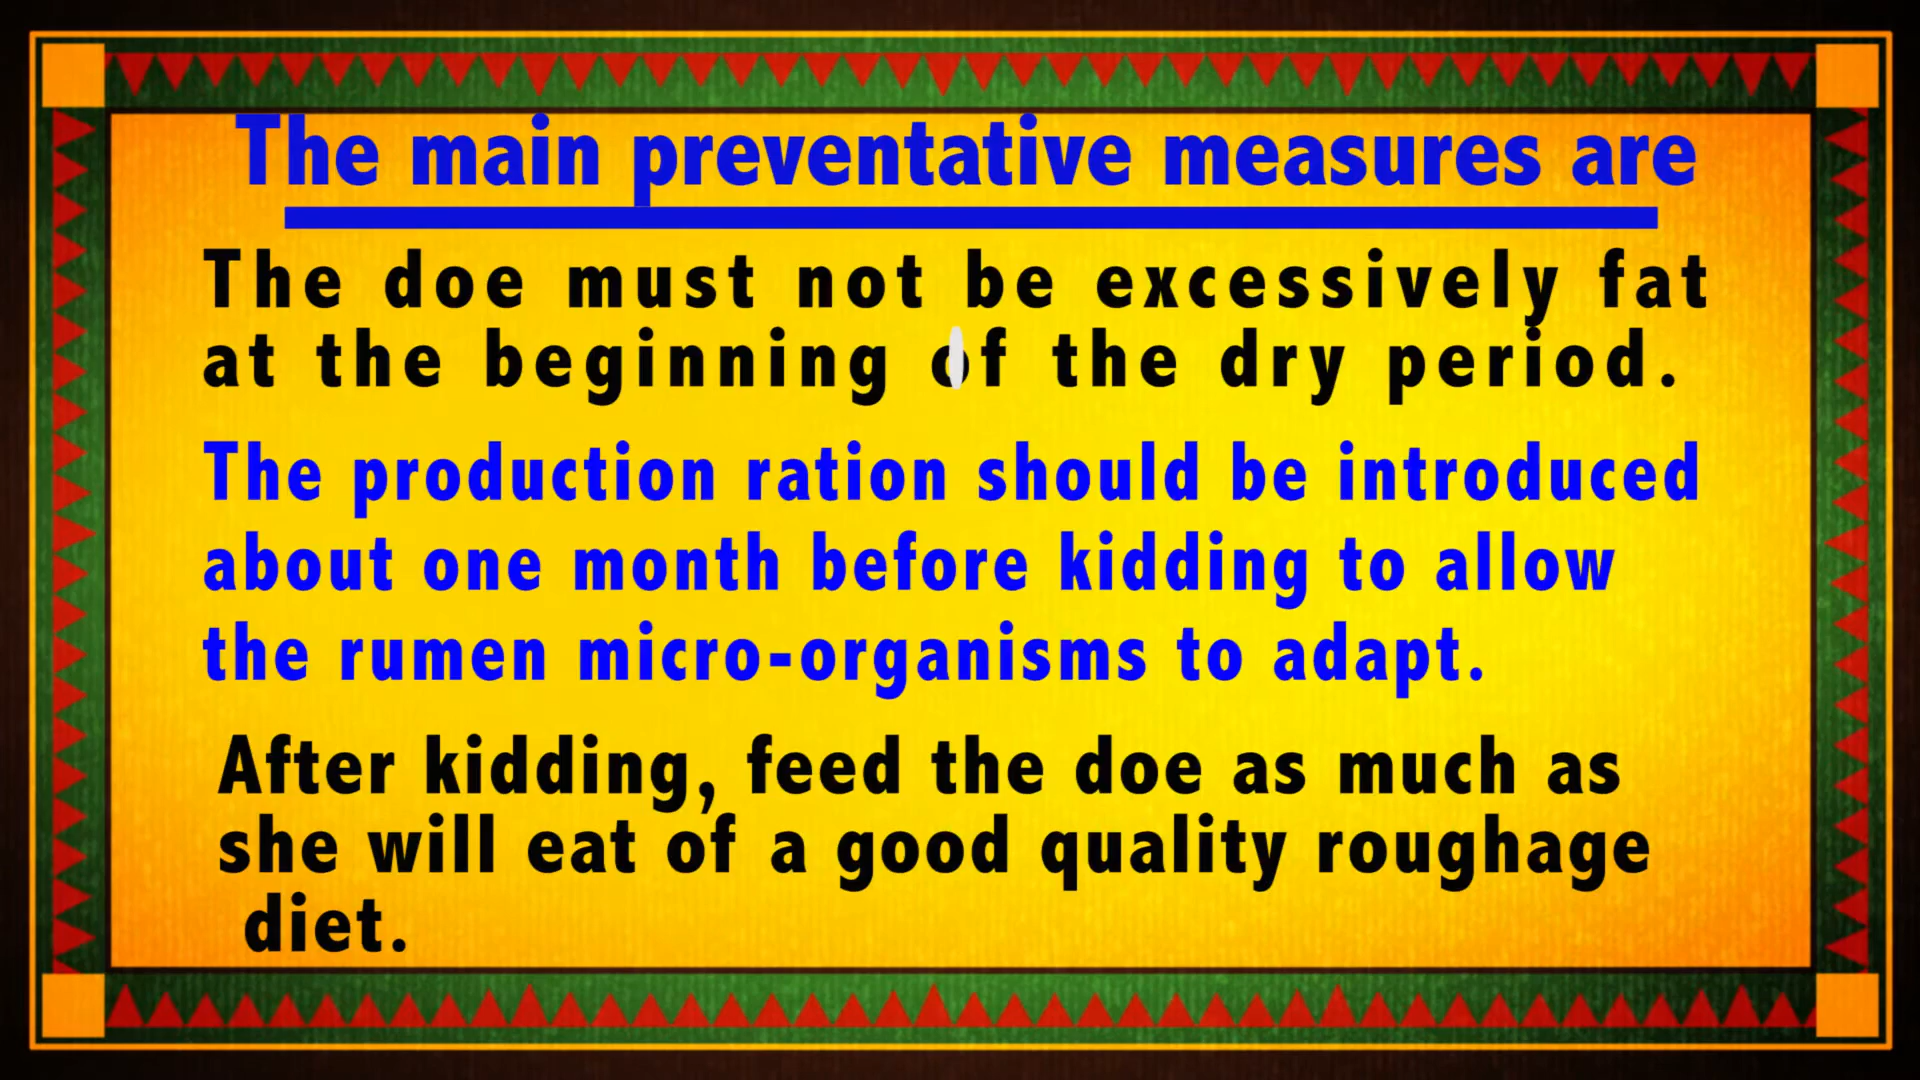 The main preventative measures are
The doe must not be excessively fat
at the beginning of the dry period.
The production ration should be introduced
about one month before kidding to allow
the rumen micro-organisms to adapt.
After kidding, feed the doe as much as
she will eat of a good quality roughage
diet.